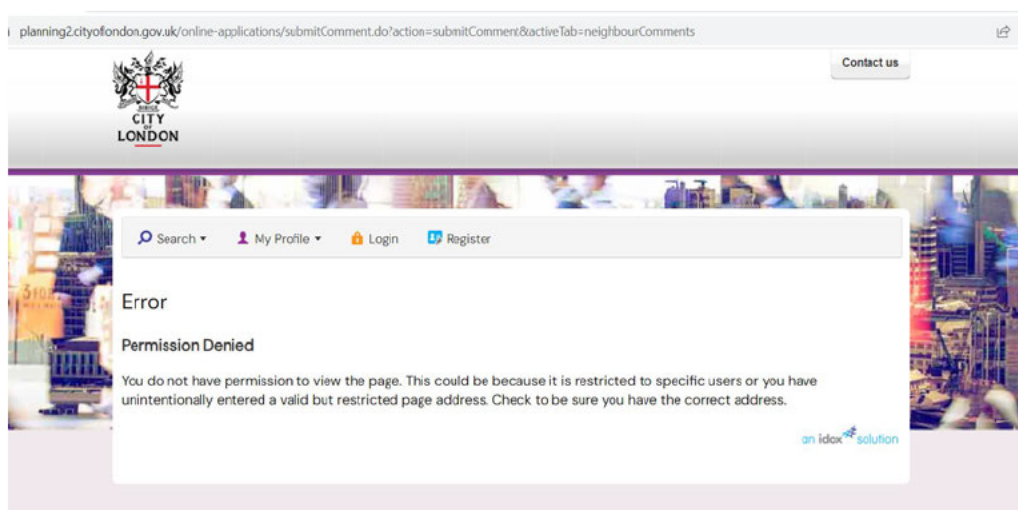 planning2.cityoflondon.gov.uk/online-applications/submitComment.do?action=submitComment&activeTab=neighbourComments
Contact us
CITY
OF
LONDON
Search
My Profile
Login
Register
Error
Permission Denied
You do not have permission to view the page. This could be because it is restricted to specific users or you have
unintentionally entered a valid but restricted page address. Check to be sure you have the correct address.
an idox solution